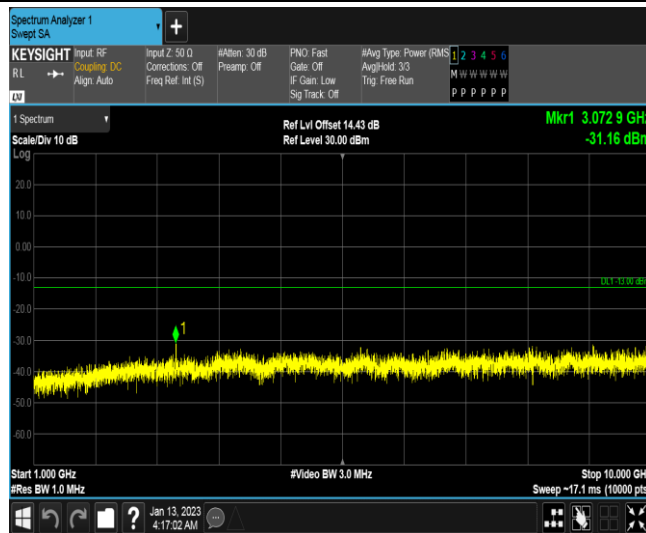 Spectrum Analyzer 1
Swept SA
KEYSIGHT
RL
LXI
Input: RF
Coupling: DC
Align: Auto
Input Z: 50 Ω
Corrections: Off
Freq Ref: Int (S)
#Atten: 30 dB
Preamp: Off
PNO: Fast
Gate: Off
IF Gain: Low
Sig Track: Off
#Avg Type: Power (RMS
Avg|Hold: 3/3
Trig: Free Run
1 2 3 4 5 6
M W W W W W
P P P P P P
1 Spectrum
Scale/Div 10 dB
Log
Ref Lvl Offset 14.43 dB
Ref Level 30.00 dBm
Mkr1 3.072 9 GHz
-31.16 dBm
20.0
10.0
0.00
-10.0
DL1 -13.00 dBm
-20.0
-30.0
1
-40.0
-50.0
-60.0
Start 1.000 GHz
#Res BW 1.0 MHz
#Video BW 3.0 MHz
Stop 10.000 GHz
Sweep ~17.1 ms (10000 pts
Jan 13, 2023
4:17:02 AM